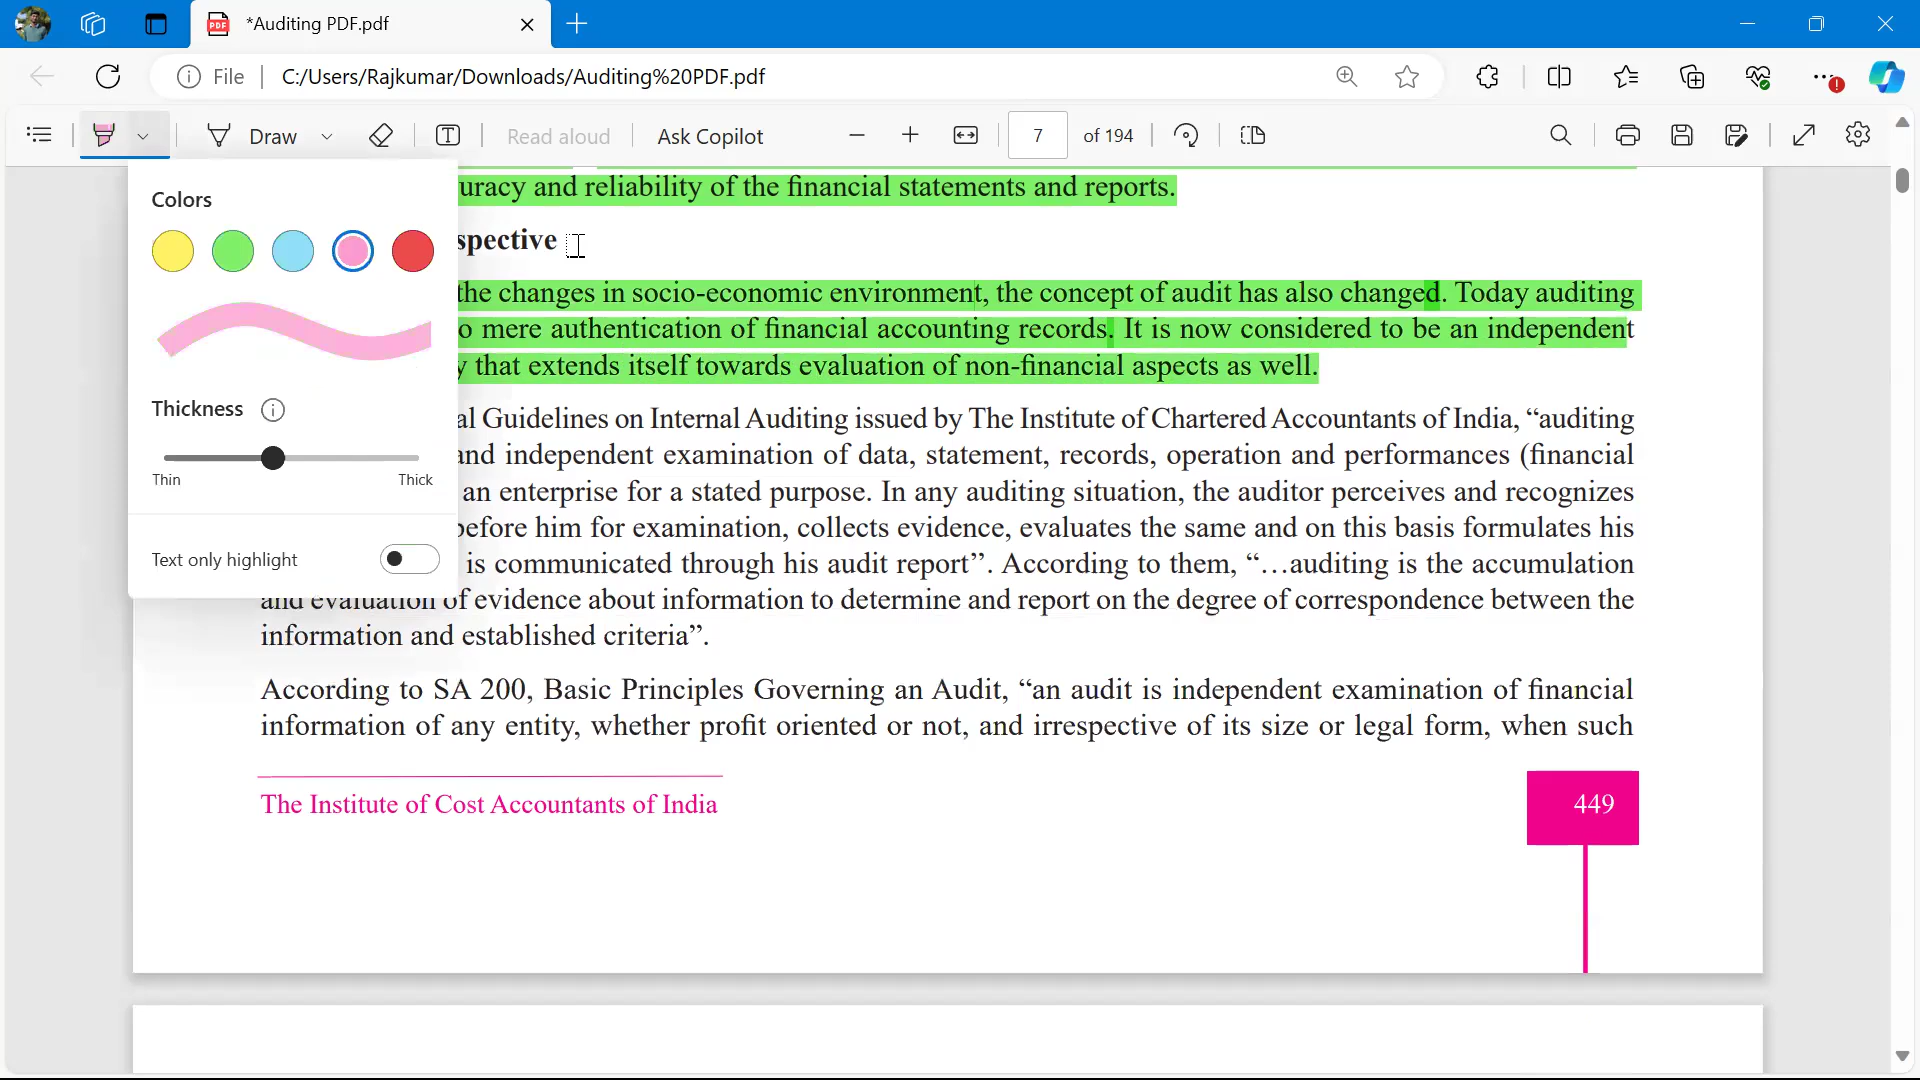 *Auditing PDF.pdf
File
C:/Users/Rajkumar/Downloads/Auditing%20PDF.pdf
Draw
Read aloud
Ask Copilot
7
of 194
Colors
Thickness
Thin
Thick
Text only highlight
uracy and reliability of the financial statements and reports.
spective
the changes in socio-economic environment, the concept of audit has also changed. Today auditing
o mere authentication of financial accounting records. It is now considered to be an independent
y that extends itself towards evaluation of non-financial aspects as well.
al Guidelines on Internal Auditing issued by The Institute of Chartered Accountants of India, “auditing
and independent examination of data, statement, records, operation and performances (financial
an enterprise for a stated purpose. In any auditing situation, the auditor perceives and recognizes
before him for examination, collects evidence, evaluates the same and on this basis formulates his
is communicated through his audit report”. According to them, “…auditing is the accumulation
and evaluation of evidence about information to determine and report on the degree of correspondence between the
information and established criteria”.
According to SA 200, Basic Principles Governing an Audit, “an audit is independent examination of financial
information of any entity, whether profit oriented or not, and irrespective of its size or legal form, when such
The Institute of Cost Accountants of India
449